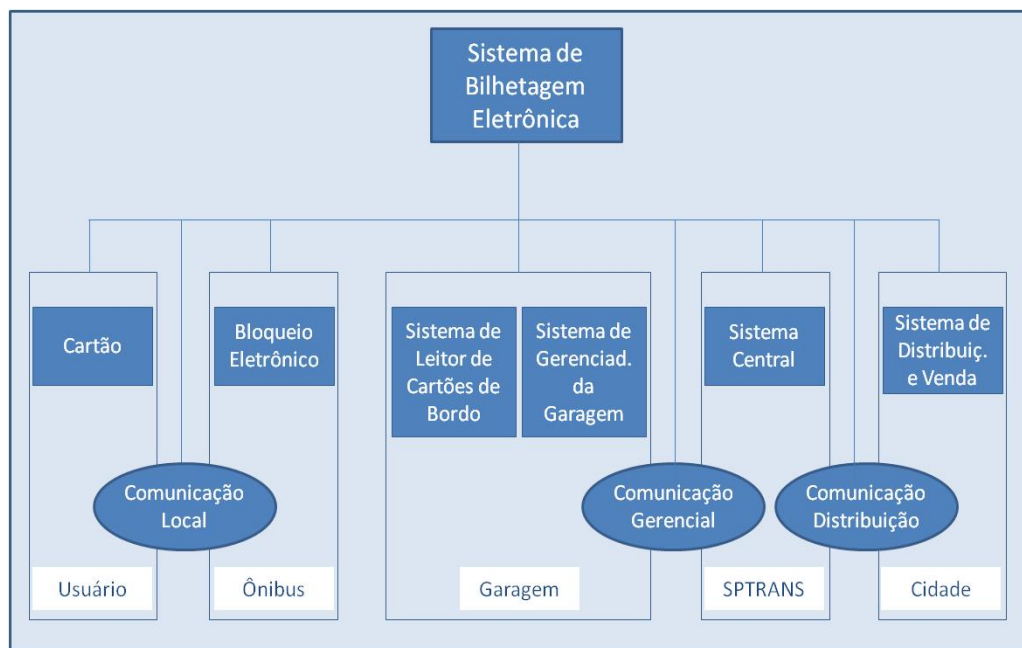 Sistema de
Bilhetagem
Eletrônica
Cartão
Bloqueio
Eletrônico
Sistema de
Leitor de
Cartões de
Bordo
Sistema de
Gerenciad.
da
Garagem
Sistema
Central
Sistema de
Distribuiç.
e Venda
Comunicação
Local
Comunicação
Gerencial
Comunicação
Distribuição
Usuário
Ônibus
Garagem
SPTRANS
Cidade